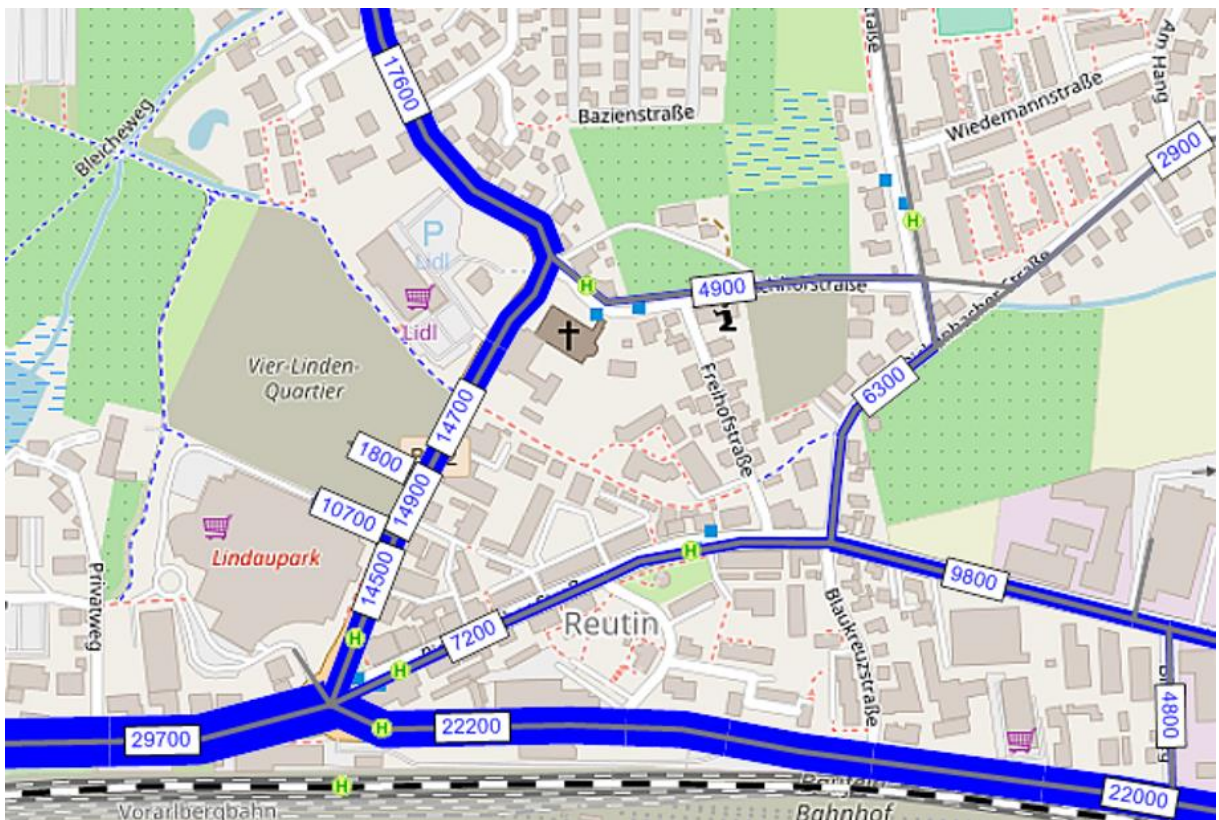 17600
Bazienstraße
Am Hang
Wiedemannstraße
2900
Bleicheweg
P
Lidl
H
H
4900
Lidl
Vier-Linden-
Quartier
14700
6300
Freihofstraße
1800
14900
10700
Lindaupark
14500
H
9800
Privatweg
H
7200
Reutin
H
Blaukreuzstraße
29700
H
22200
4800
H
22000
Vorarlbergbahn
Bahnhof